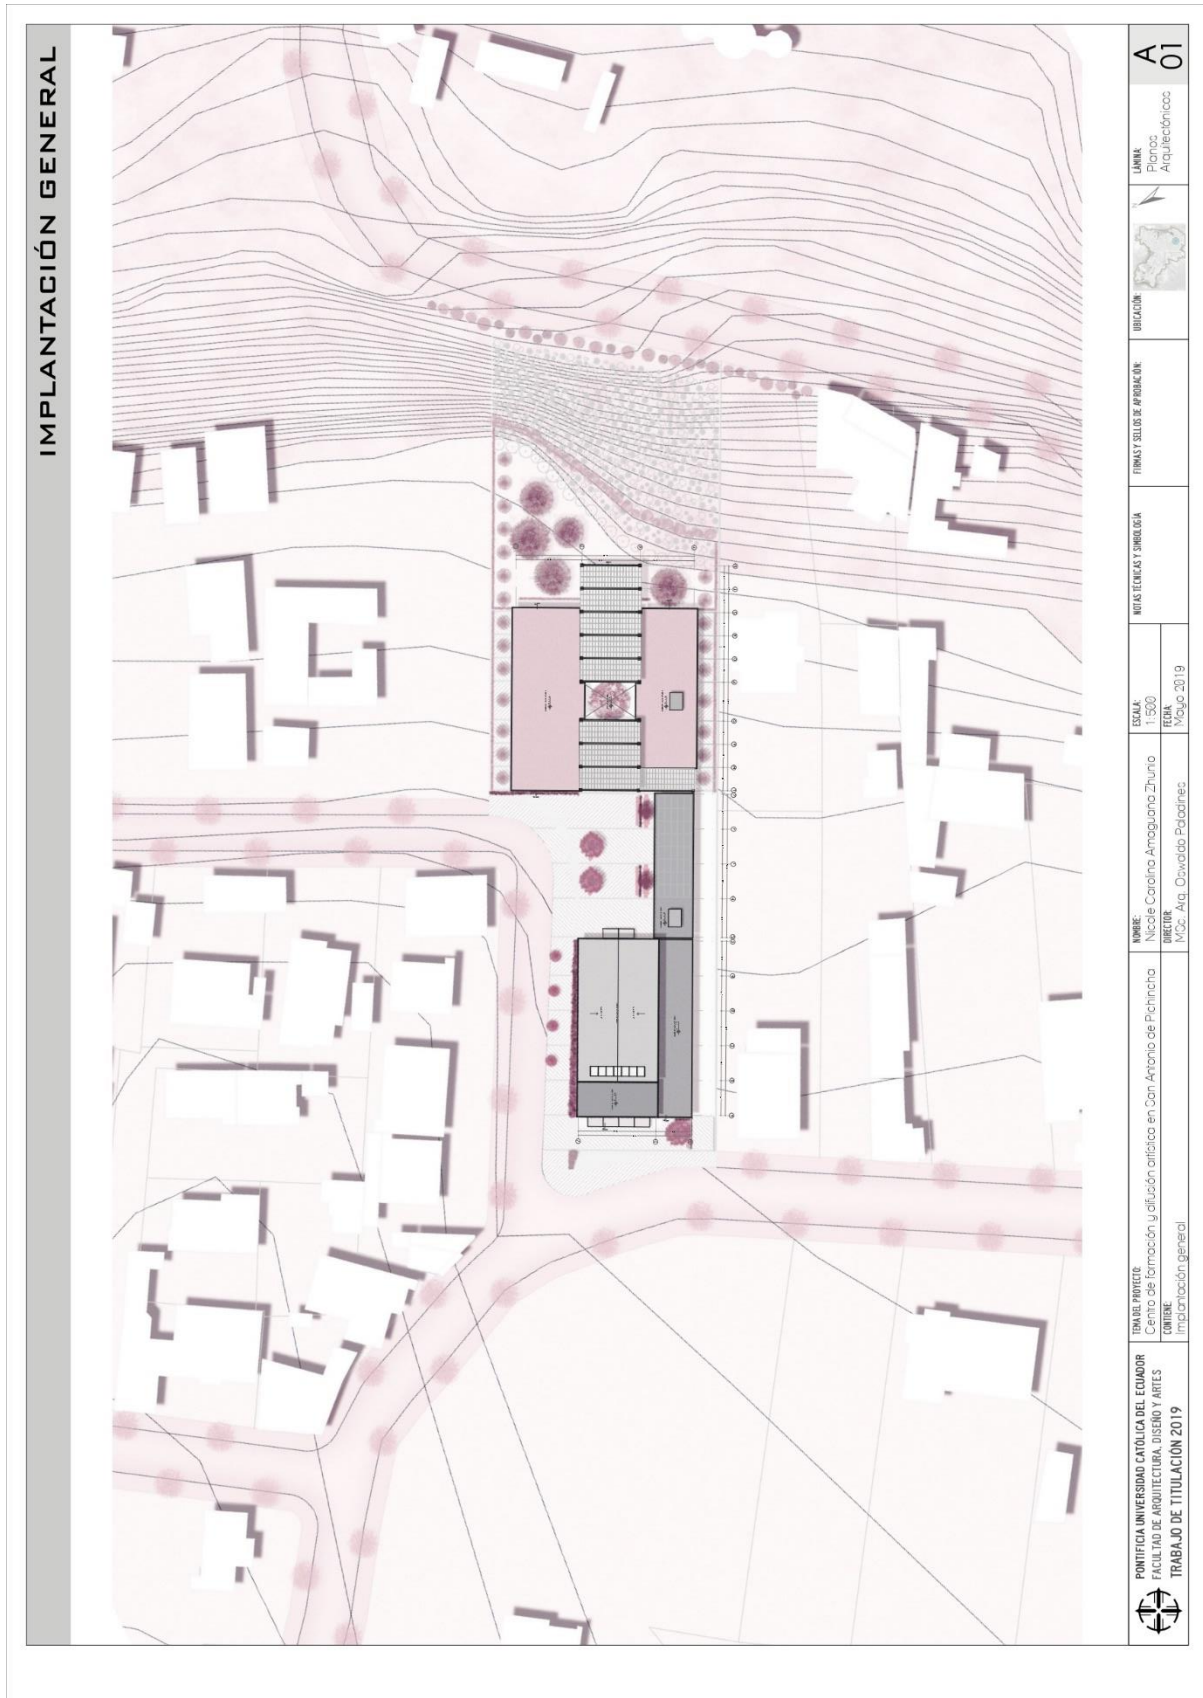 IMPLANTACIÓN GENERAL
PONTIFICIA UNIVERSIDAD CATÓLICA DEL ECUADOR
FACULTAD DE ARQUITECTURA, DISEÑO Y ARTES
TRABAJO DE TITULACIÓN 2019
TEMA DEL PROYECTO:
Centro de formación y difusión artística en San Antonio de Pichincha
CONTIENE:
Implantación general
NOMBRE:
Nicole Carolina Amaguana Zhunio
DIRECTOR:
MSc. Arq. Oswaldo Paladines
ESCALA:
1:500
FECHA:
Mayo 2019
NOTAS TÉCNICAS Y SIMBOLOGÍA
FIRMAS Y SELLOS DE APROBACIÓN:
UBICACIÓN:
LÁMINA:
Planos
Arquitectónicos
A
01